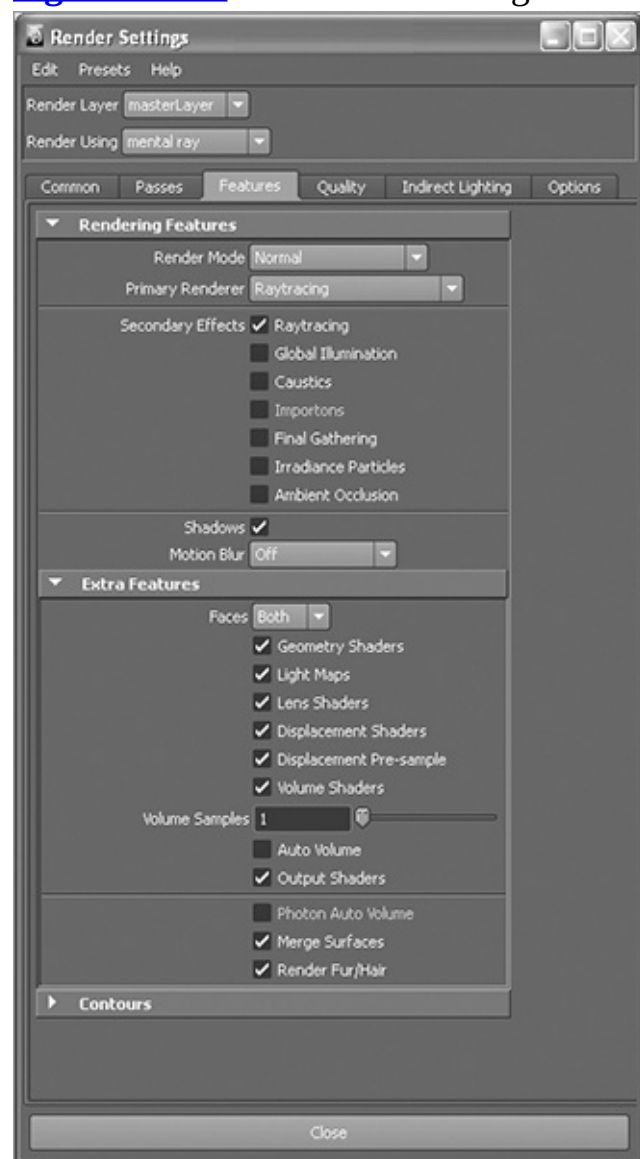 Render Settings
Edit Presets Help
Render Layer masterLayer
Render Using mental ray
Common Passes Features Quality Indirect Lighting Options
Rendering Features
Render Mode Normal
Primary Renderer Raytracing
Secondary Effects Raytracing
Global Illumination
Caustics
Importons
Final Gathering
Irradiance Particles
Ambient Occlusion
Shadows
Motion Blur Off
Extra Features
Faces Both
Geometry Shaders
Light Maps
Lens Shaders
Displacement Shaders
Displacement Pre-sample
Volume Shaders
Volume Samples 1
Auto Volume
Output Shaders
Photon Auto Volume
Merge Surfaces
Render Fur/Hair
Contours
Close